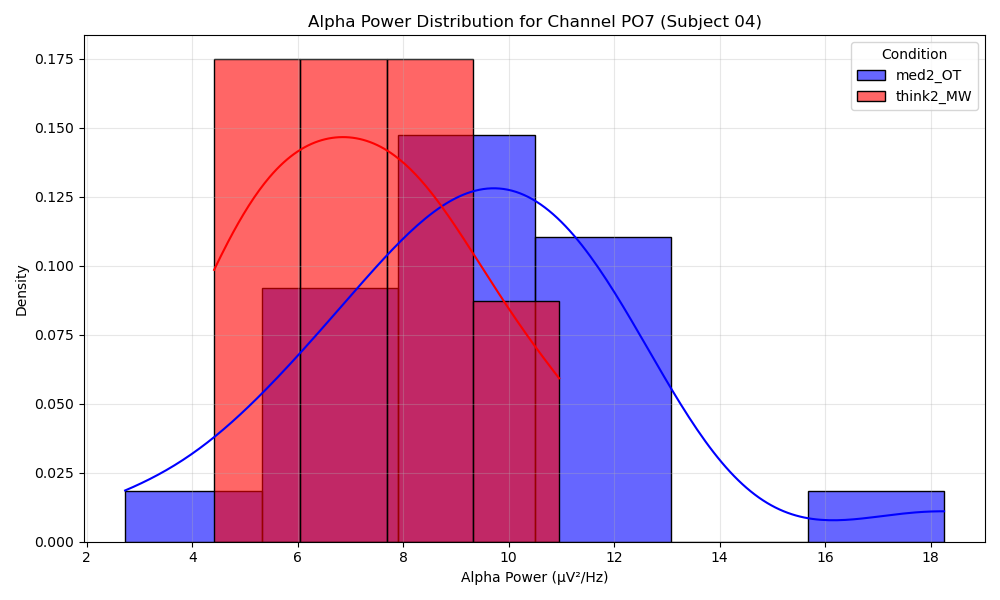 Alpha Power Distribution for Channel PO7 (Subject 04)
Condition
med2_OT
think2_MW
0.175
0.150
0.125
0.100
0.075
0.050
0.025
0.000
Density
2 4 6 8 10 12 14 16 18
Alpha Power (µV²/Hz)